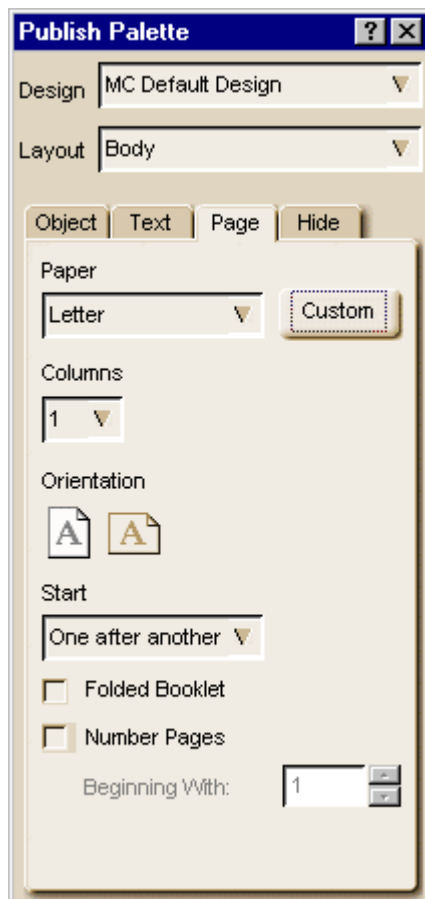 Publish Palette ? X
Design MC Default Design
Layout Body
Object Text Page Hide
Paper
Letter Custom
Columns
1
Orientation
A A
Start
One after another
Folded Booklet
Number Pages
Beginning With: 1